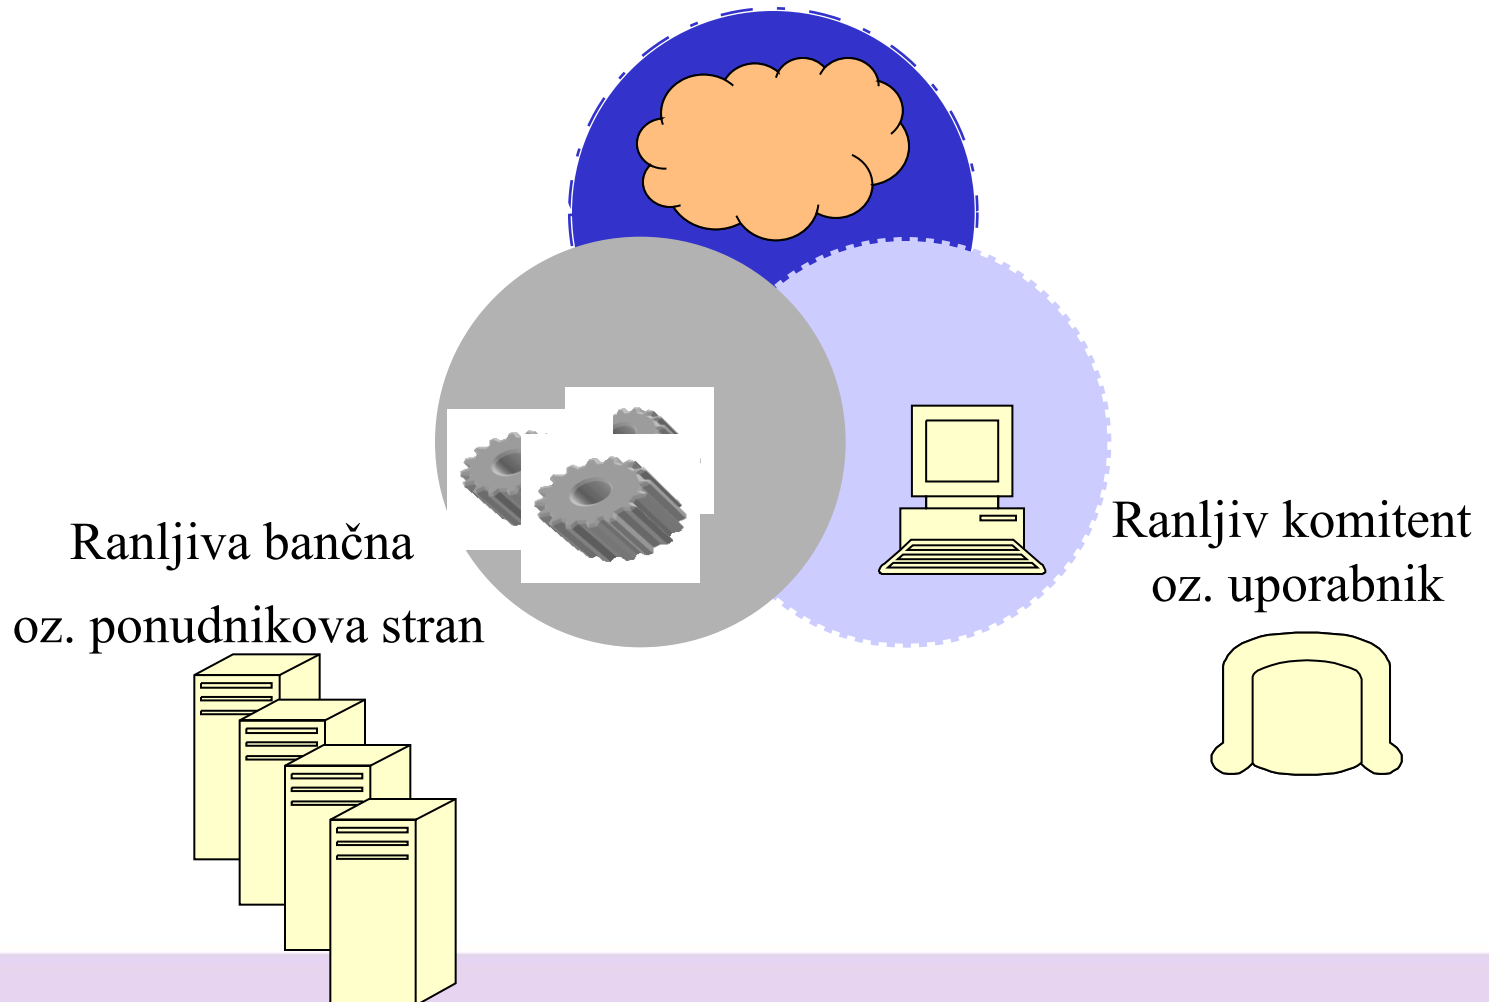 Ranljiva bančna
oz. ponudnikova stran
Ranljiv komitent
oz. uporabnik